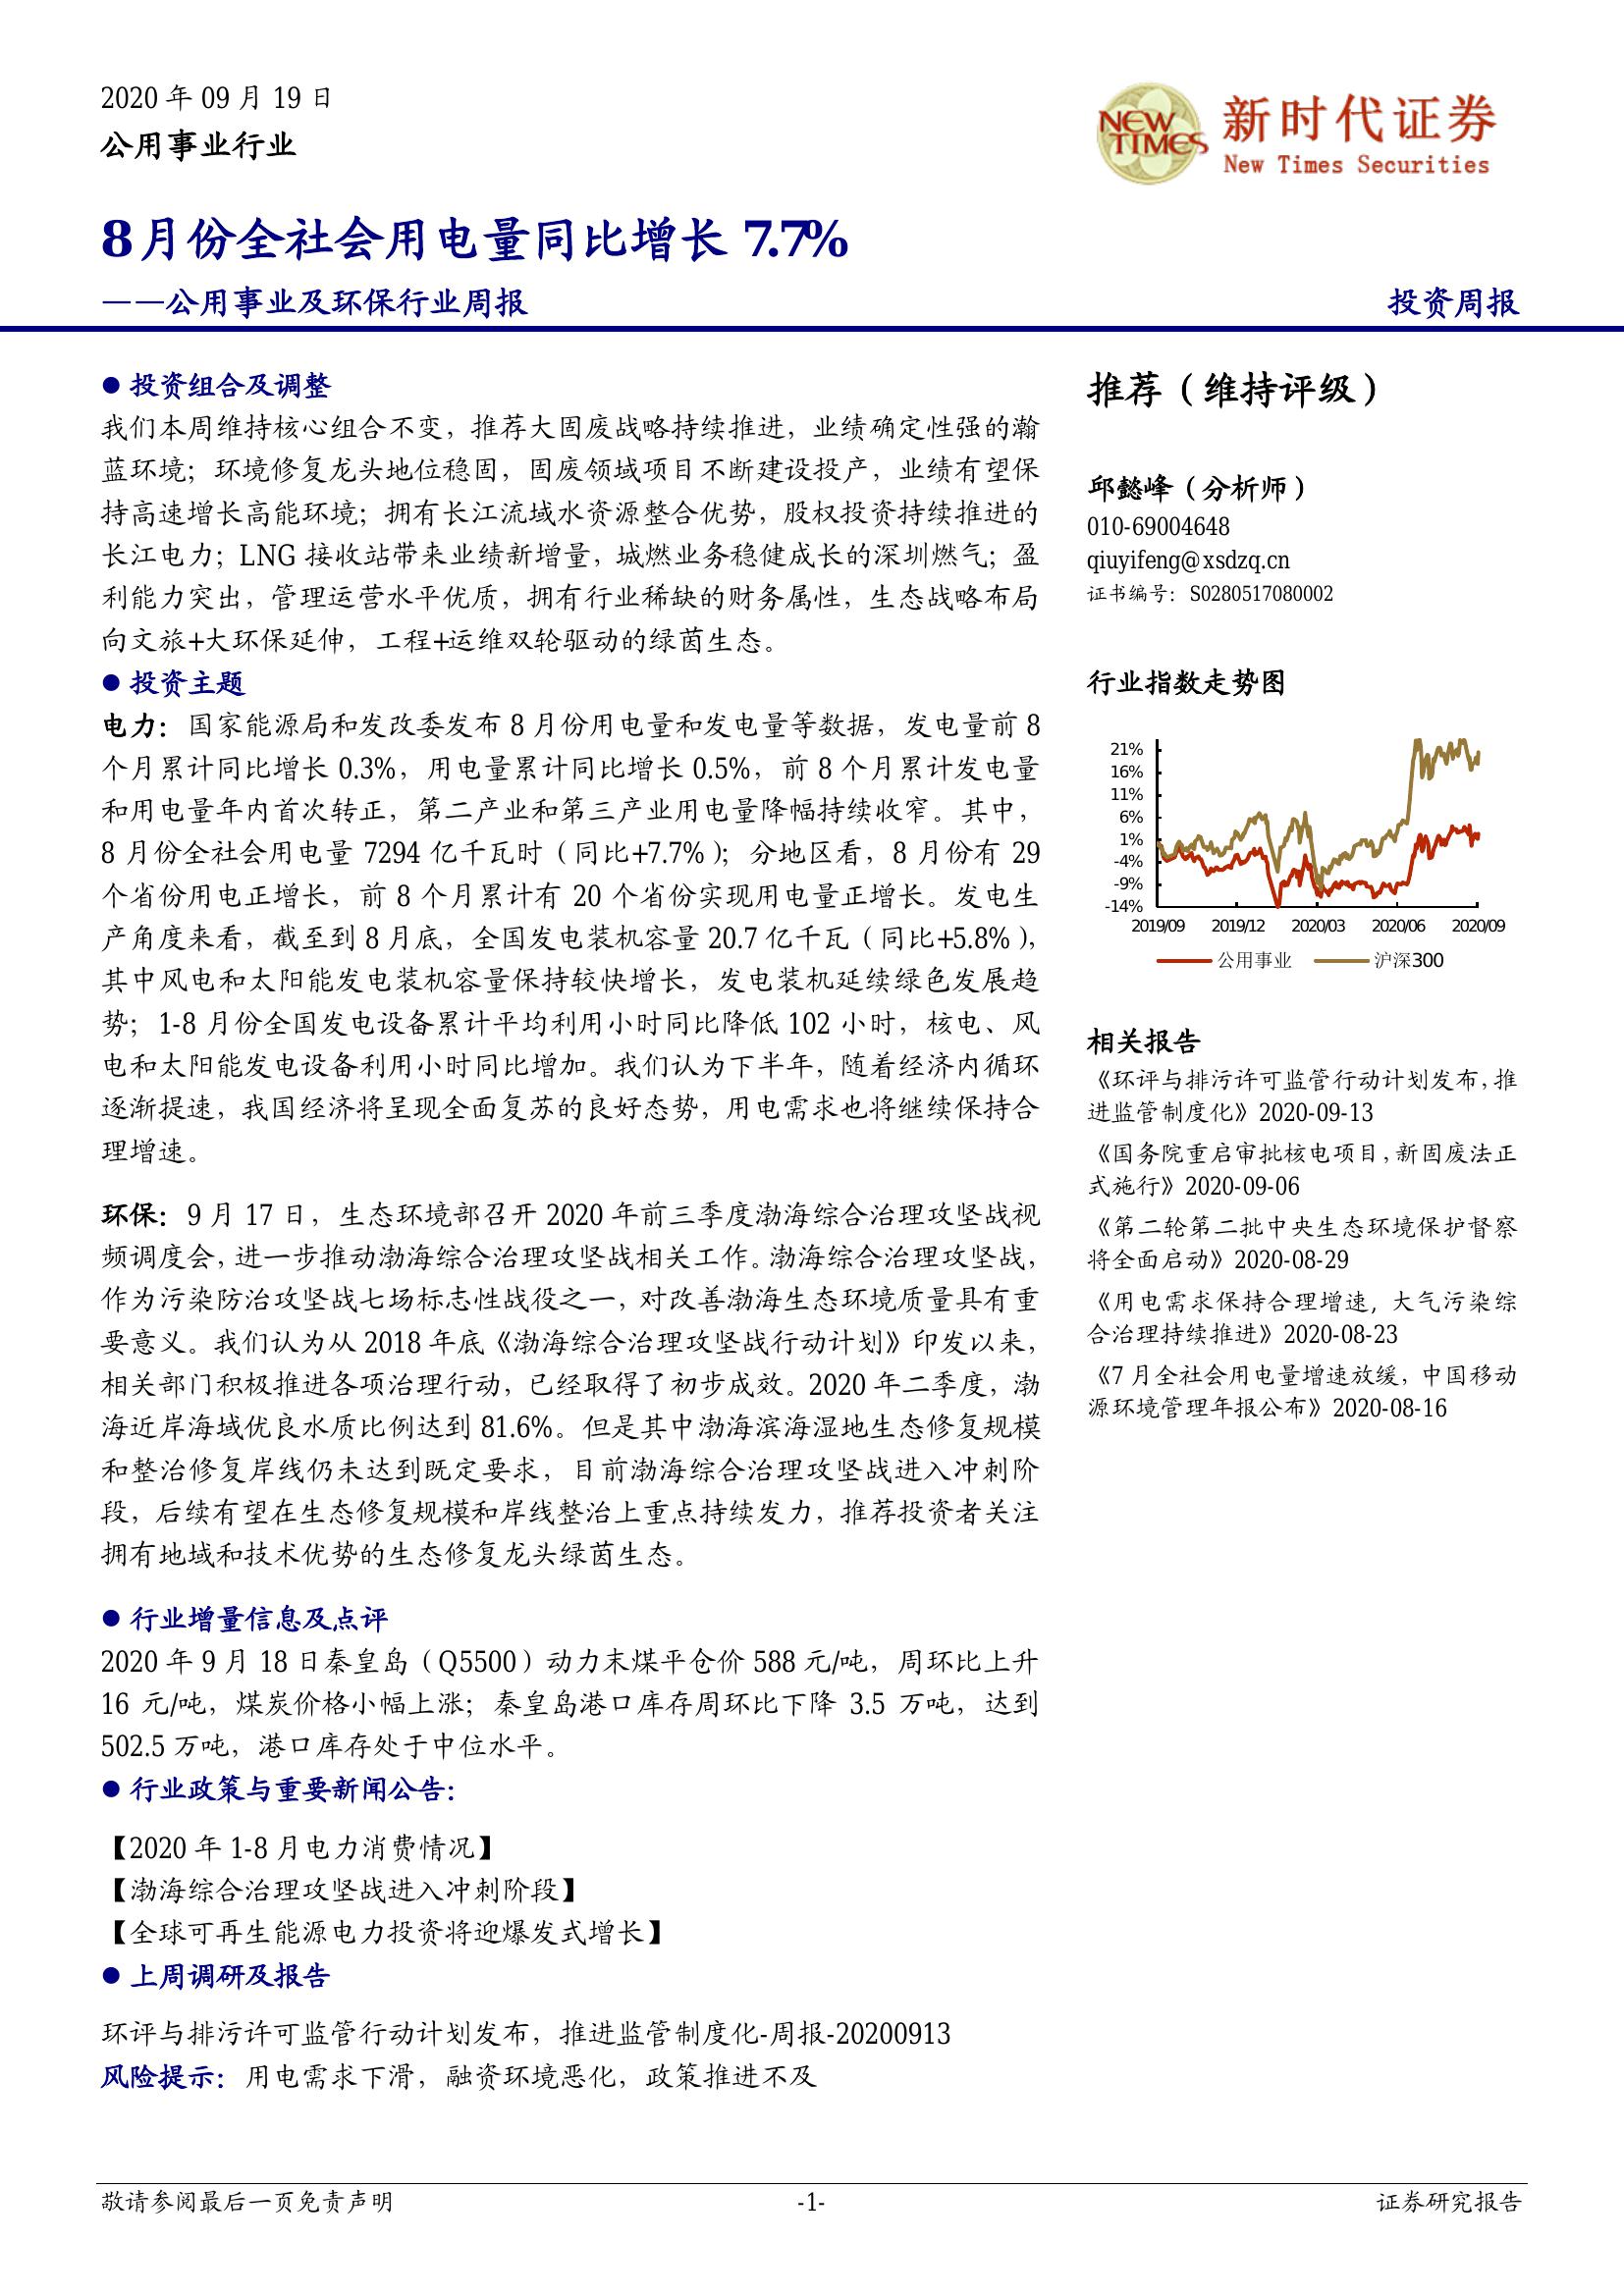 2020 年 09 月 19 日
公用事业行业
NEW TIMES
新时代证券
New Times Securities
8 月份全社会用电量同比增长 7.7%
——公用事业及环保行业周报
投资周报
● 投资组合及调整
我们本周维持核心组合不变，推荐大固废战略持续推进，业绩确定性强的瀚
蓝环境；环境修复龙头地位稳固，固废领域项目不断建设投产，业绩有望保
持高速增长高能环境；拥有长江流域水资源整合优势，股权投资持续推进的
长江电力；LNG 接收站带来业绩新增量，城燃业务稳健成长的深圳燃气；盈
利能力突出，管理运营水平优质，拥有行业稀缺的财务属性，生态战略布局
向文旅+大环保延伸，工程+运维双轮驱动的绿茵生态。
● 投资主题
电力：国家能源局和发改委发布 8 月份用电量和发电量等数据，发电量前 8
个月累计同比增长 0.3%，用电量累计同比增长 0.5%，前 8 个月累计发电量
和用电量年内首次转正，第二产业和第三产业用电量降幅持续收窄。其中，
8 月份全社会用电量 7294 亿千瓦时（同比+7.7%）；分地区看，8 月份有 29
个省份用电正增长，前 8 个月累计有 20 个省份实现用电量正增长。发电生
产角度来看，截至到 8 月底，全国发电装机容量 20.7 亿千瓦（同比+5.8%），
其中风电和太阳能发电装机容量保持较快增长，发电装机延续绿色发展趋
势；1-8 月份全国发电设备累计平均利用小时同比降低 102 小时，核电、风
电和太阳能发电设备利用小时同比增加。我们认为下半年，随着经济内循环
逐渐提速，我国经济将呈现全面复苏的良好态势，用电需求也将继续保持合
理增速。
环保：9 月 17 日，生态环境部召开 2020 年前三季度渤海综合治理攻坚战视
频调度会，进一步推动渤海综合治理攻坚战相关工作。渤海综合治理攻坚战，
作为污染防治攻坚战七场标志性战役之一，对改善渤海生态环境质量具有重
要意义。我们认为从 2018 年底《渤海综合治理攻坚战行动计划》印发以来，
相关部门积极推进各项治理行动，已经取得了初步成效。2020 年二季度，渤
海近岸海域优良水质比例达到 81.6%。但是其中渤海滨海湿地生态修复规模
和整治修复岸线仍未达到既定要求，目前渤海综合治理攻坚战进入冲刺阶
段，后续有望在生态修复规模和岸线整治上重点持续发力，推荐投资者关注
拥有地域和技术优势的生态修复龙头绿茵生态。
● 行业增量信息及点评
2020 年 9 月 18 日秦皇岛（Q5500）动力末煤平仓价 588 元/吨，周环比上升
16 元/吨，煤炭价格小幅上涨；秦皇岛港口库存周环比下降 3.5 万吨，达到
502.5 万吨，港口库存处于中位水平。
● 行业政策与重要新闻公告：
【2020 年 1-8 月电力消费情况】
【渤海综合治理攻坚战进入冲刺阶段】
【全球可再生能源电力投资将迎爆发式增长】
● 上周调研及报告
环评与排污许可监管行动计划发布，推进监管制度化-周报-20200913
风险提示：用电需求下滑，融资环境恶化，政策推进不及
推荐（维持评级）
邱懿峰（分析师）
010-69004648
qiuyifeng@xsdzq.cn
证书编号：S0280517080002
行业指数走势图
21%
16%
11%
6%
1%
-4%
-9%
-14%
2019/09 2019/12 2020/03 2020/06 2020/09
公用事业 沪深300
相关报告
《环评与排污许可监管行动计划发布，推
进监管制度化》2020-09-13
《国务院重启审批核电项目，新固废法正
式施行》2020-09-06
《第二轮第二批中央生态环境保护督察
将全面启动》2020-08-29
《用电需求保持合理增速，大气污染综
合治理持续推进》2020-08-23
《7 月全社会用电量增速放缓，中国移动
源环境管理年报公布》2020-08-16
敬请参阅最后一页免责声明
-1-
证券研究报告